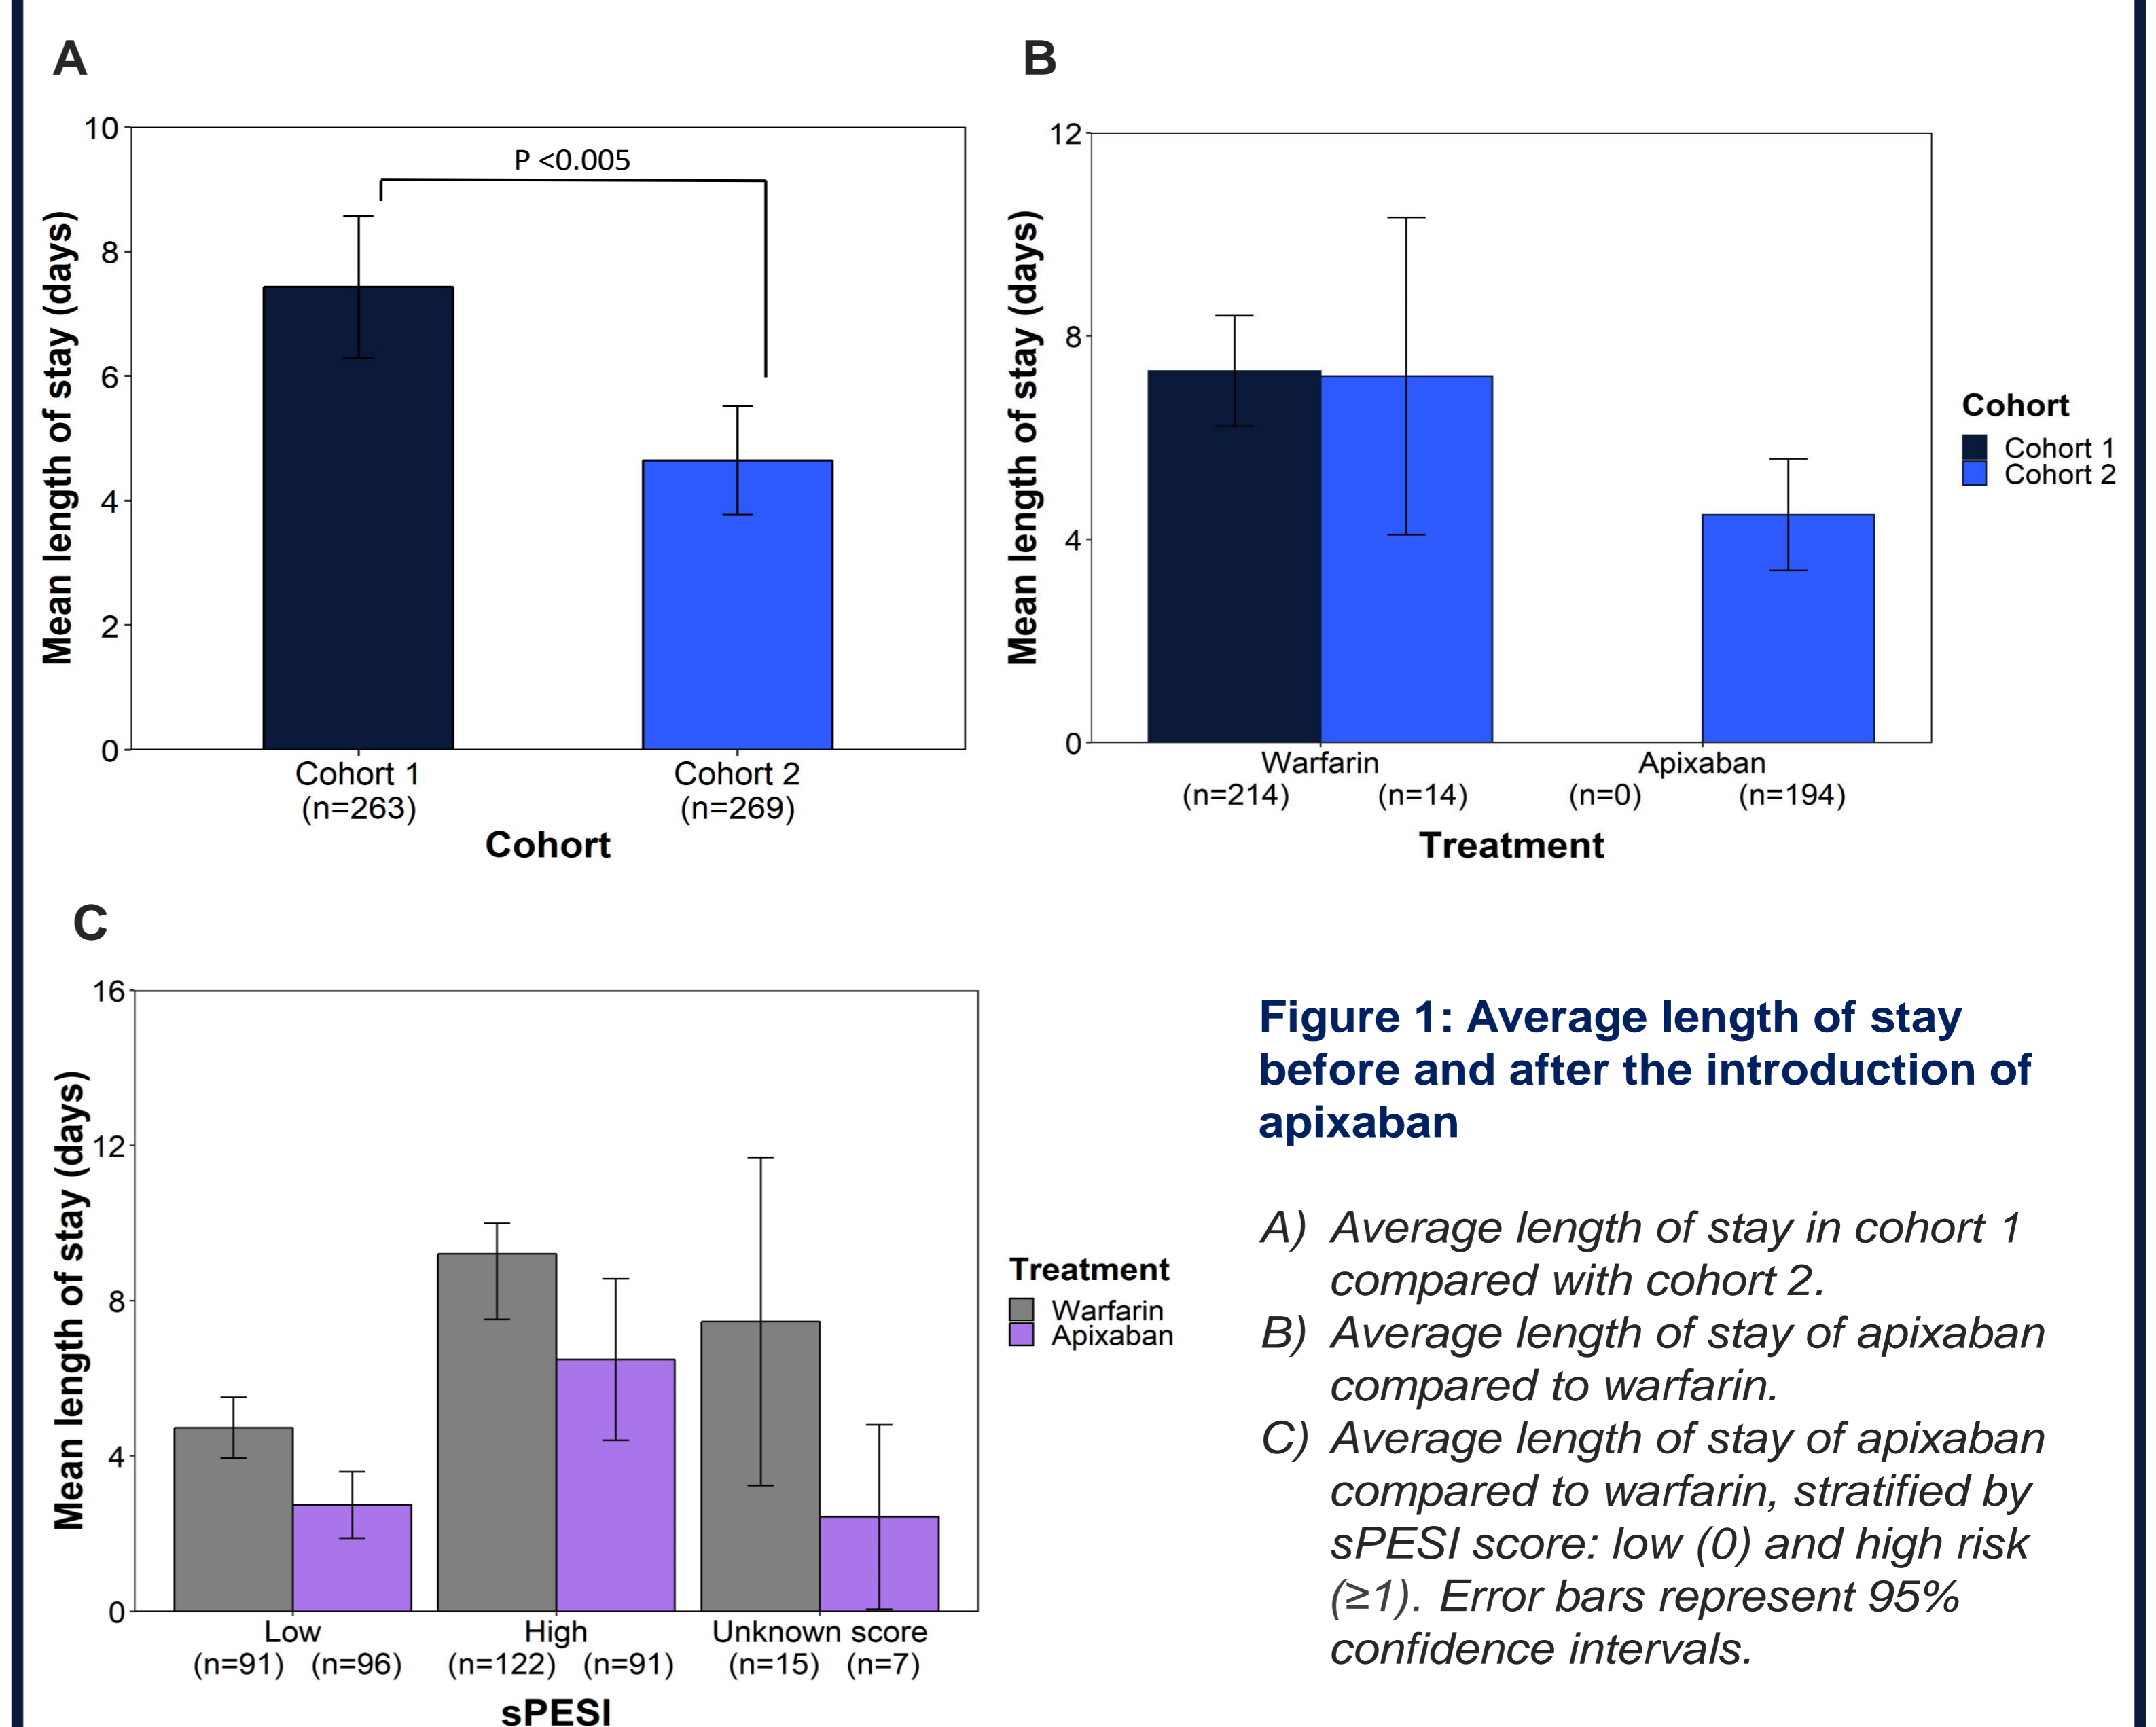 A
10
8
6
4
2
0
Mean length of stay (days)
P <0.005
Cohort 1
(n=263)
Cohort 2
(n=269)
Cohort
B
12
8
4
0
Mean length of stay (days)
Warfarin
Apixaban
(n=214)
(n=14)
(n=0)
(n=194)
Treatment
Cohort
Cohort 1
Cohort 2
C
16
12
8
4
0
Mean length of stay (days)
Low
High
Unknown score
(n=91) (n=96)
(n=122) (n=91)
(n=15) (n=7)
sPESI
Treatment
Warfarin
Apixaban
Figure 1: Average length of stay
before and after the introduction of
apixaban
A) Average length of stay in cohort 1
compared with cohort 2.
B) Average length of stay of apixaban
compared to warfarin.
C) Average length of stay of apixaban
compared to warfarin, stratified by
sPESI score: low (0) and high risk
(≥1). Error bars represent 95%
confidence intervals.